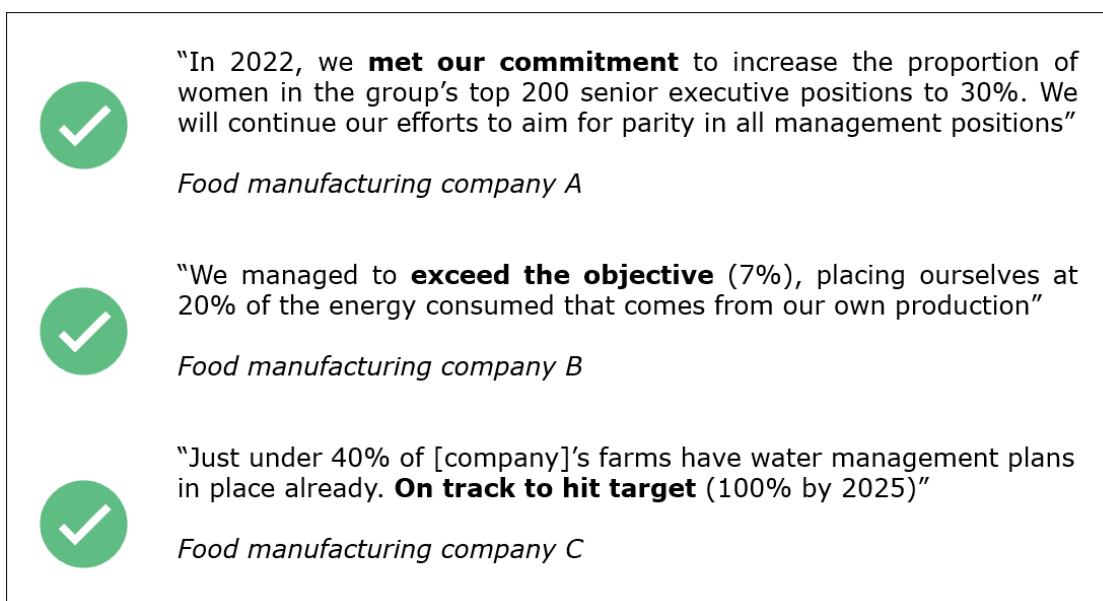 “In 2022, we met our commitment to increase the proportion of
women in the group’s top 200 senior executive positions to 30%. We
will continue our efforts to aim for parity in all management positions”
Food manufacturing company A
“We managed to exceed the objective (7%), placing ourselves at
20% of the energy consumed that comes from our own production”
Food manufacturing company B
“Just under 40% of [company]’s farms have water management plans
in place already. On track to hit target (100% by 2025)”
Food manufacturing company C